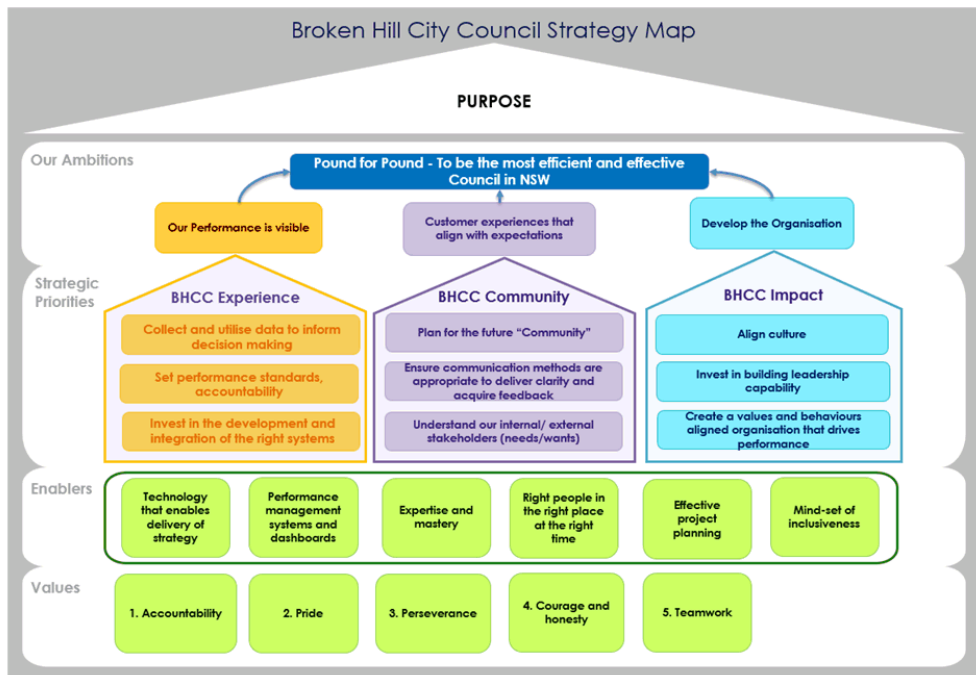 Broken Hill City Council Strategy Map
PURPOSE
Our Ambitions
Pound for Pound - To be the most efficient and effective
Council in NSW
Our Performance is visible
Customer experiences that
align with expectations
Develop the Organisation
Strategic
Priorities
BHCC Experience
Collect and utilise data to inform
decision making
Set performance standards,
accountability
Invest in the development and
integration of the right systems
BHCC Community
Plan for the future “Community”
Ensure communication methods are
appropriate to deliver clarity and
acquire feedback
Understand our internal/ external
stakeholders (needs/wants)
BHCC Impact
Align culture
Invest in building leadership
capability
Create a values and behaviours
aligned organisation that drives
performance
Enablers
Technology
that enables
delivery of
strategy
Performance
management
systems and
dashboards
Expertise and
mastery
Right people in
the right place
at the right
time
Effective
project
planning
Mind-set of
inclusiveness
Values
1. Accountability
2. Pride
3. Perseverance
4. Courage and
honesty
5. Teamwork